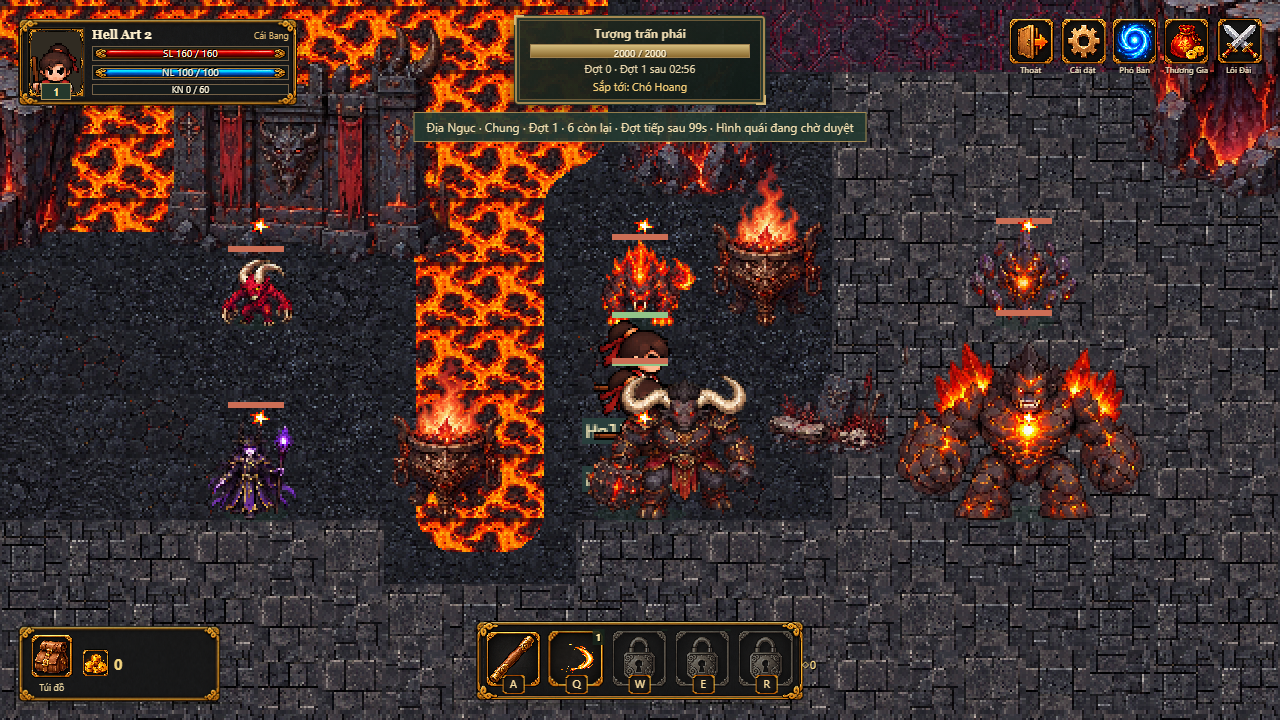 Hell Art 2
Cái Bang
SL 160 / 160
NL 100 / 100
KN 0 / 60
1
Tượng trấn phái
2000 / 2000
Đợt 0 · Đợt 1 sau 02:56
Sắp tới: Chó Hoang
Thoát
Cài đặt
Phó Bản
Thương Gia
Lôi Đài
Địa Ngục · Chung · Đợt 1 · 6 còn lại · Đợt tiếp sau 99s · Hình quái đang chờ duyệt
0
Túi đồ
1
A
Q
W
E
R
0